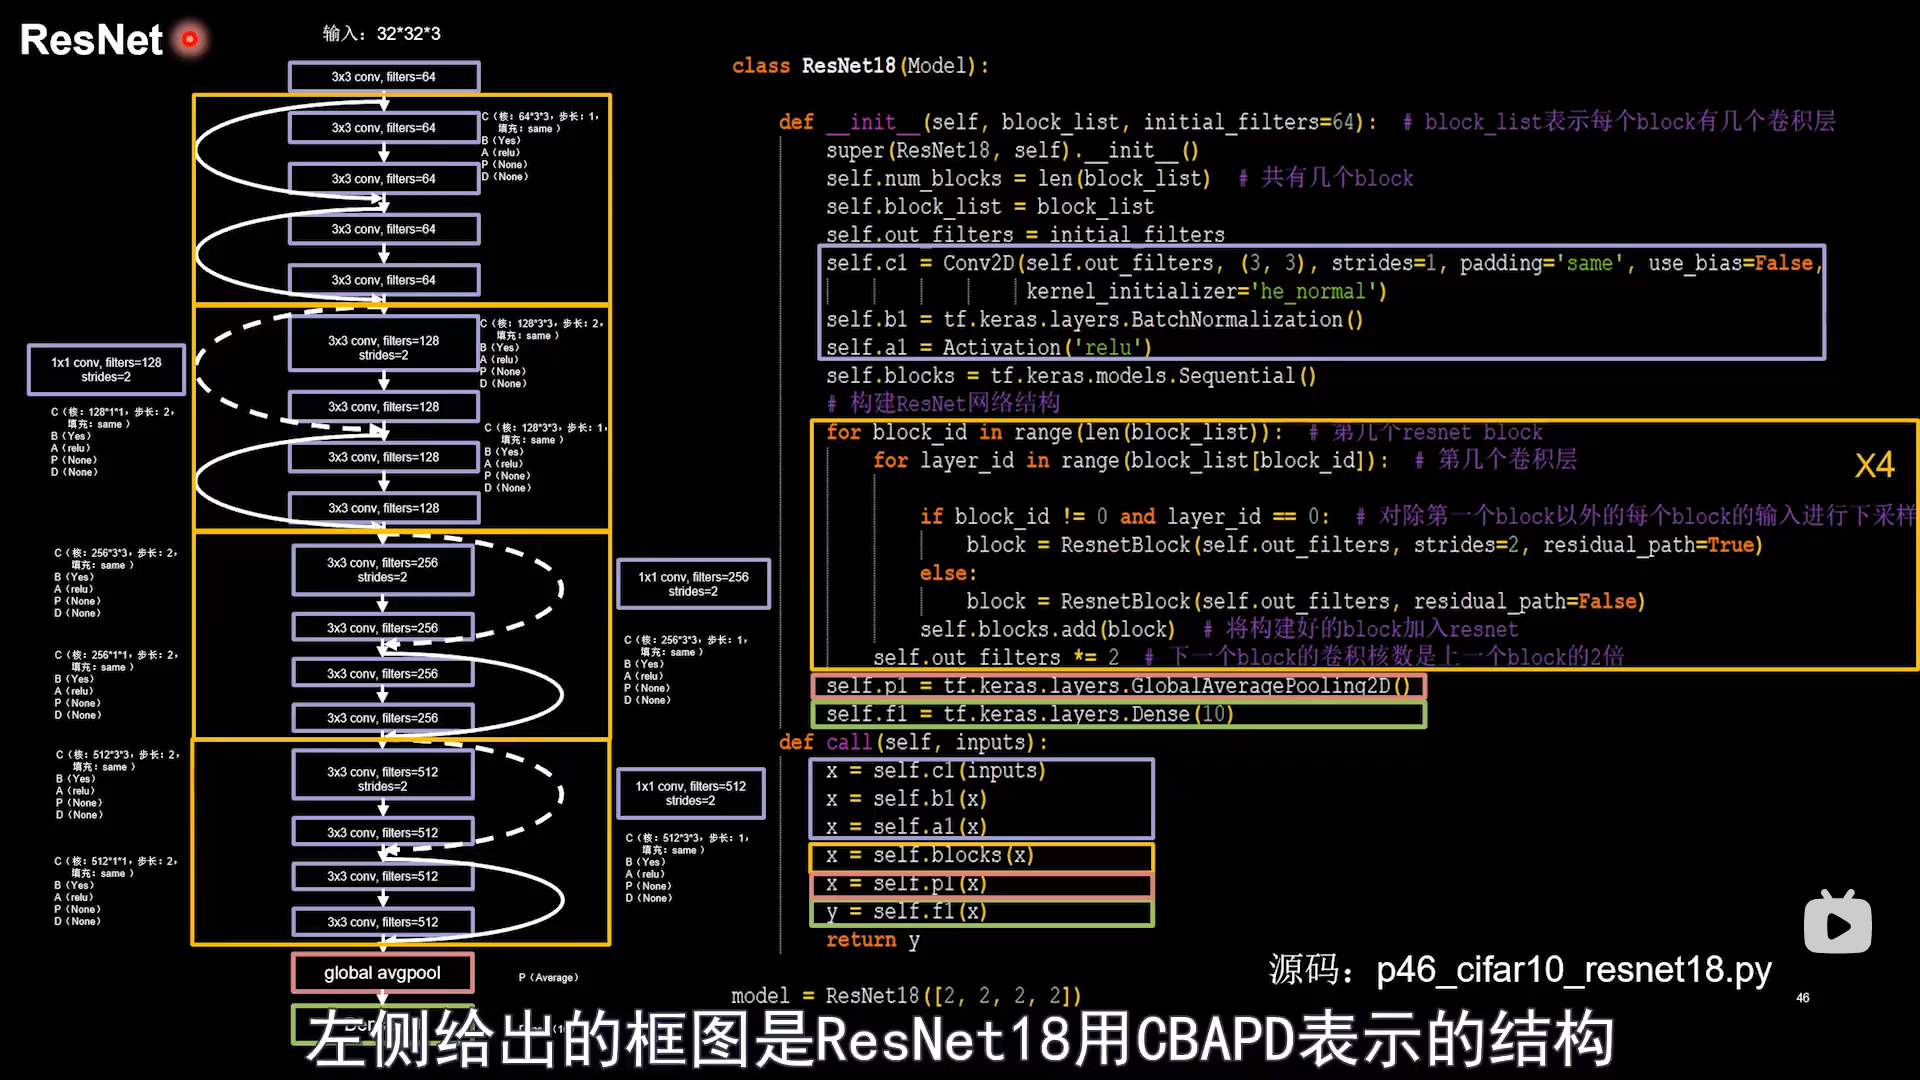 ResNet
输入：32*32*3
3x3 conv, filters=64
3x3 conv, filters=64
C（核：64*3*3，步长：1，
填充：same ）
B（Yes）
A（relu）
P（None）
D（None）
3x3 conv, filters=64
3x3 conv, filters=64
3x3 conv, filters=64
3x3 conv, filters=128
strides=2
C（核：128*3*3，步长：2，
填充：same ）
B（Yes）
A（relu）
P（None）
D（None）
1x1 conv, filters=128
strides=2
C（核：128*1*1，步长：2，
填充：same ）
B（Yes）
A（relu）
P（None）
D（None）
3x3 conv, filters=128
C（核：128*3*3，步长：1，
填充：same ）
B（Yes）
A（relu）
P（None）
D（None）
3x3 conv, filters=128
3x3 conv, filters=128
C（核：256*3*3，步长：2，
填充：same ）
B（Yes）
A（relu）
P（None）
D（None）
3x3 conv, filters=256
strides=2
1x1 conv, filters=256
strides=2
3x3 conv, filters=256
C（核：256*3*3，步长：1，
填充：same ）
B（Yes）
A（relu）
P（None）
D（None）
C（核：256*1*1，步长：2，
填充：same ）
B（Yes）
A（relu）
P（None）
D（None）
3x3 conv, filters=256
3x3 conv, filters=256
C（核：512*3*3，步长：2，
填充：same ）
B（Yes）
A（relu）
P（None）
D（None）
3x3 conv, filters=512
strides=2
1x1 conv, filters=512
strides=2
3x3 conv, filters=512
C（核：512*3*3，步长：1，
填充：same ）
B（Yes）
A（relu）
P（None）
D（None）
C（核：512*1*1，步长：2，
填充：same ）
B（Yes）
A（relu）
P（None）
D（None）
3x3 conv, filters=512
3x3 conv, filters=512
global avgpool
P（Average）
class ResNet18(Model):
def __init__(self, block_list, initial_filters=64):  # block_list表示每个block有几个卷积层
super(ResNet18, self).__init__()
self.num_blocks = len(block_list)  # 共有几个block
self.block_list = block_list
self.out_filters = initial_filters
self.c1 = Conv2D(self.out_filters, (3, 3), strides=1, padding='same', use_bias=False,
kernel_initializer='he_normal')
self.b1 = tf.keras.layers.BatchNormalization()
self.a1 = Activation('relu')
self.blocks = tf.keras.models.Sequential()
# 构建ResNet网络结构
for block_id in range(len(block_list)):  # 第几个resnet block
for layer_id in range(block_list[block_id]):  # 第几个卷积层
X4
if block_id != 0 and layer_id == 0:  # 对除第一个block以外的每个block的输入进行下采样
block = ResnetBlock(self.out_filters, strides=2, residual_path=True)
else:
block = ResnetBlock(self.out_filters, residual_path=False)
self.blocks.add(block)  # 将构建好的block加入resnet
self.out_filters *= 2  # 下一个block的卷积核数是上一个block的2倍
self.p1 = tf.keras.layers.GlobalAveragePooling2D()
self.f1 = tf.keras.layers.Dense(10)
def call(self, inputs):
x = self.c1(inputs)
x = self.b1(x)
x = self.a1(x)
x = self.blocks(x)
x = self.p1(x)
y = self.f1(x)
return y
model = ResNet18([2, 2, 2, 2])
源码：p46_cifar10_resnet18.py
46
左侧给出的框图是ResNet18用CBAPD表示的结构